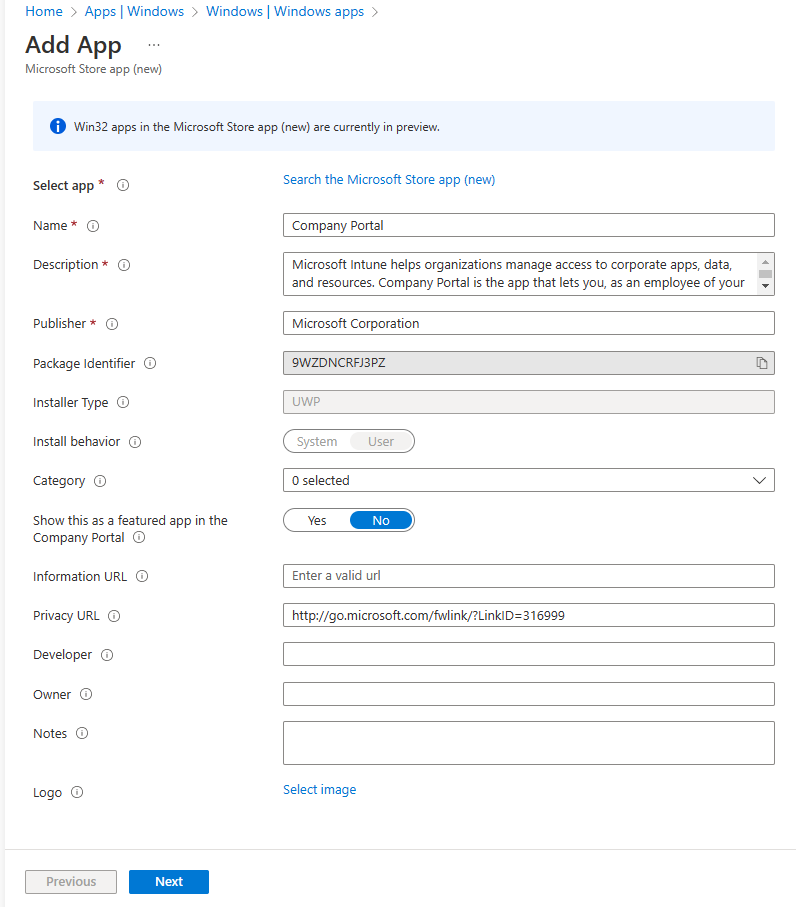 Home > Apps | Windows > Windows | Windows apps >
Add App ...
Microsoft Store app (new)
Win32 apps in the Microsoft Store app (new) are currently in preview.
Select app *
Search the Microsoft Store app (new)
Name *
Company Portal
Description *
Microsoft Intune helps organizations manage access to corporate apps, data,
and resources. Company Portal is the app that lets you, as an employee of your
Publisher *
Microsoft Corporation
Package Identifier
9WZDNCRFJ3PZ
Installer Type
UWP
Install behavior
System User
Category
0 selected
Show this as a featured app in the
Company Portal
Yes No
Information URL
Enter a valid url
Privacy URL
http://go.microsoft.com/fwlink/?LinkID=316999
Developer
Owner
Notes
Logo
Select image
Previous Next